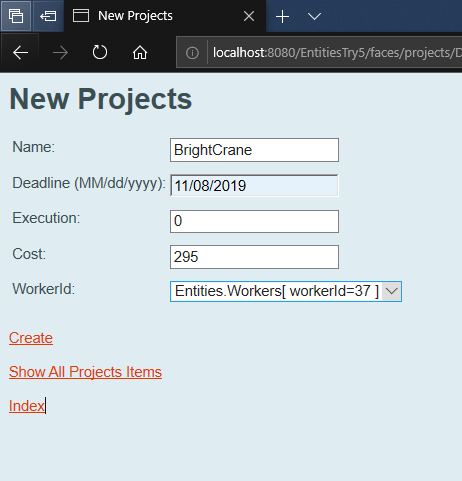 New Projects
localhost:8080/EntitiesTry5/faces/projects/D
New Projects
Name: BrightCrane
Deadline (MM/dd/yyyy): 11/08/2019
Execution: 0
Cost: 295
WorkerId: Entities.Workers[ workerId=37 ]
Create
Show All Projects Items
Index